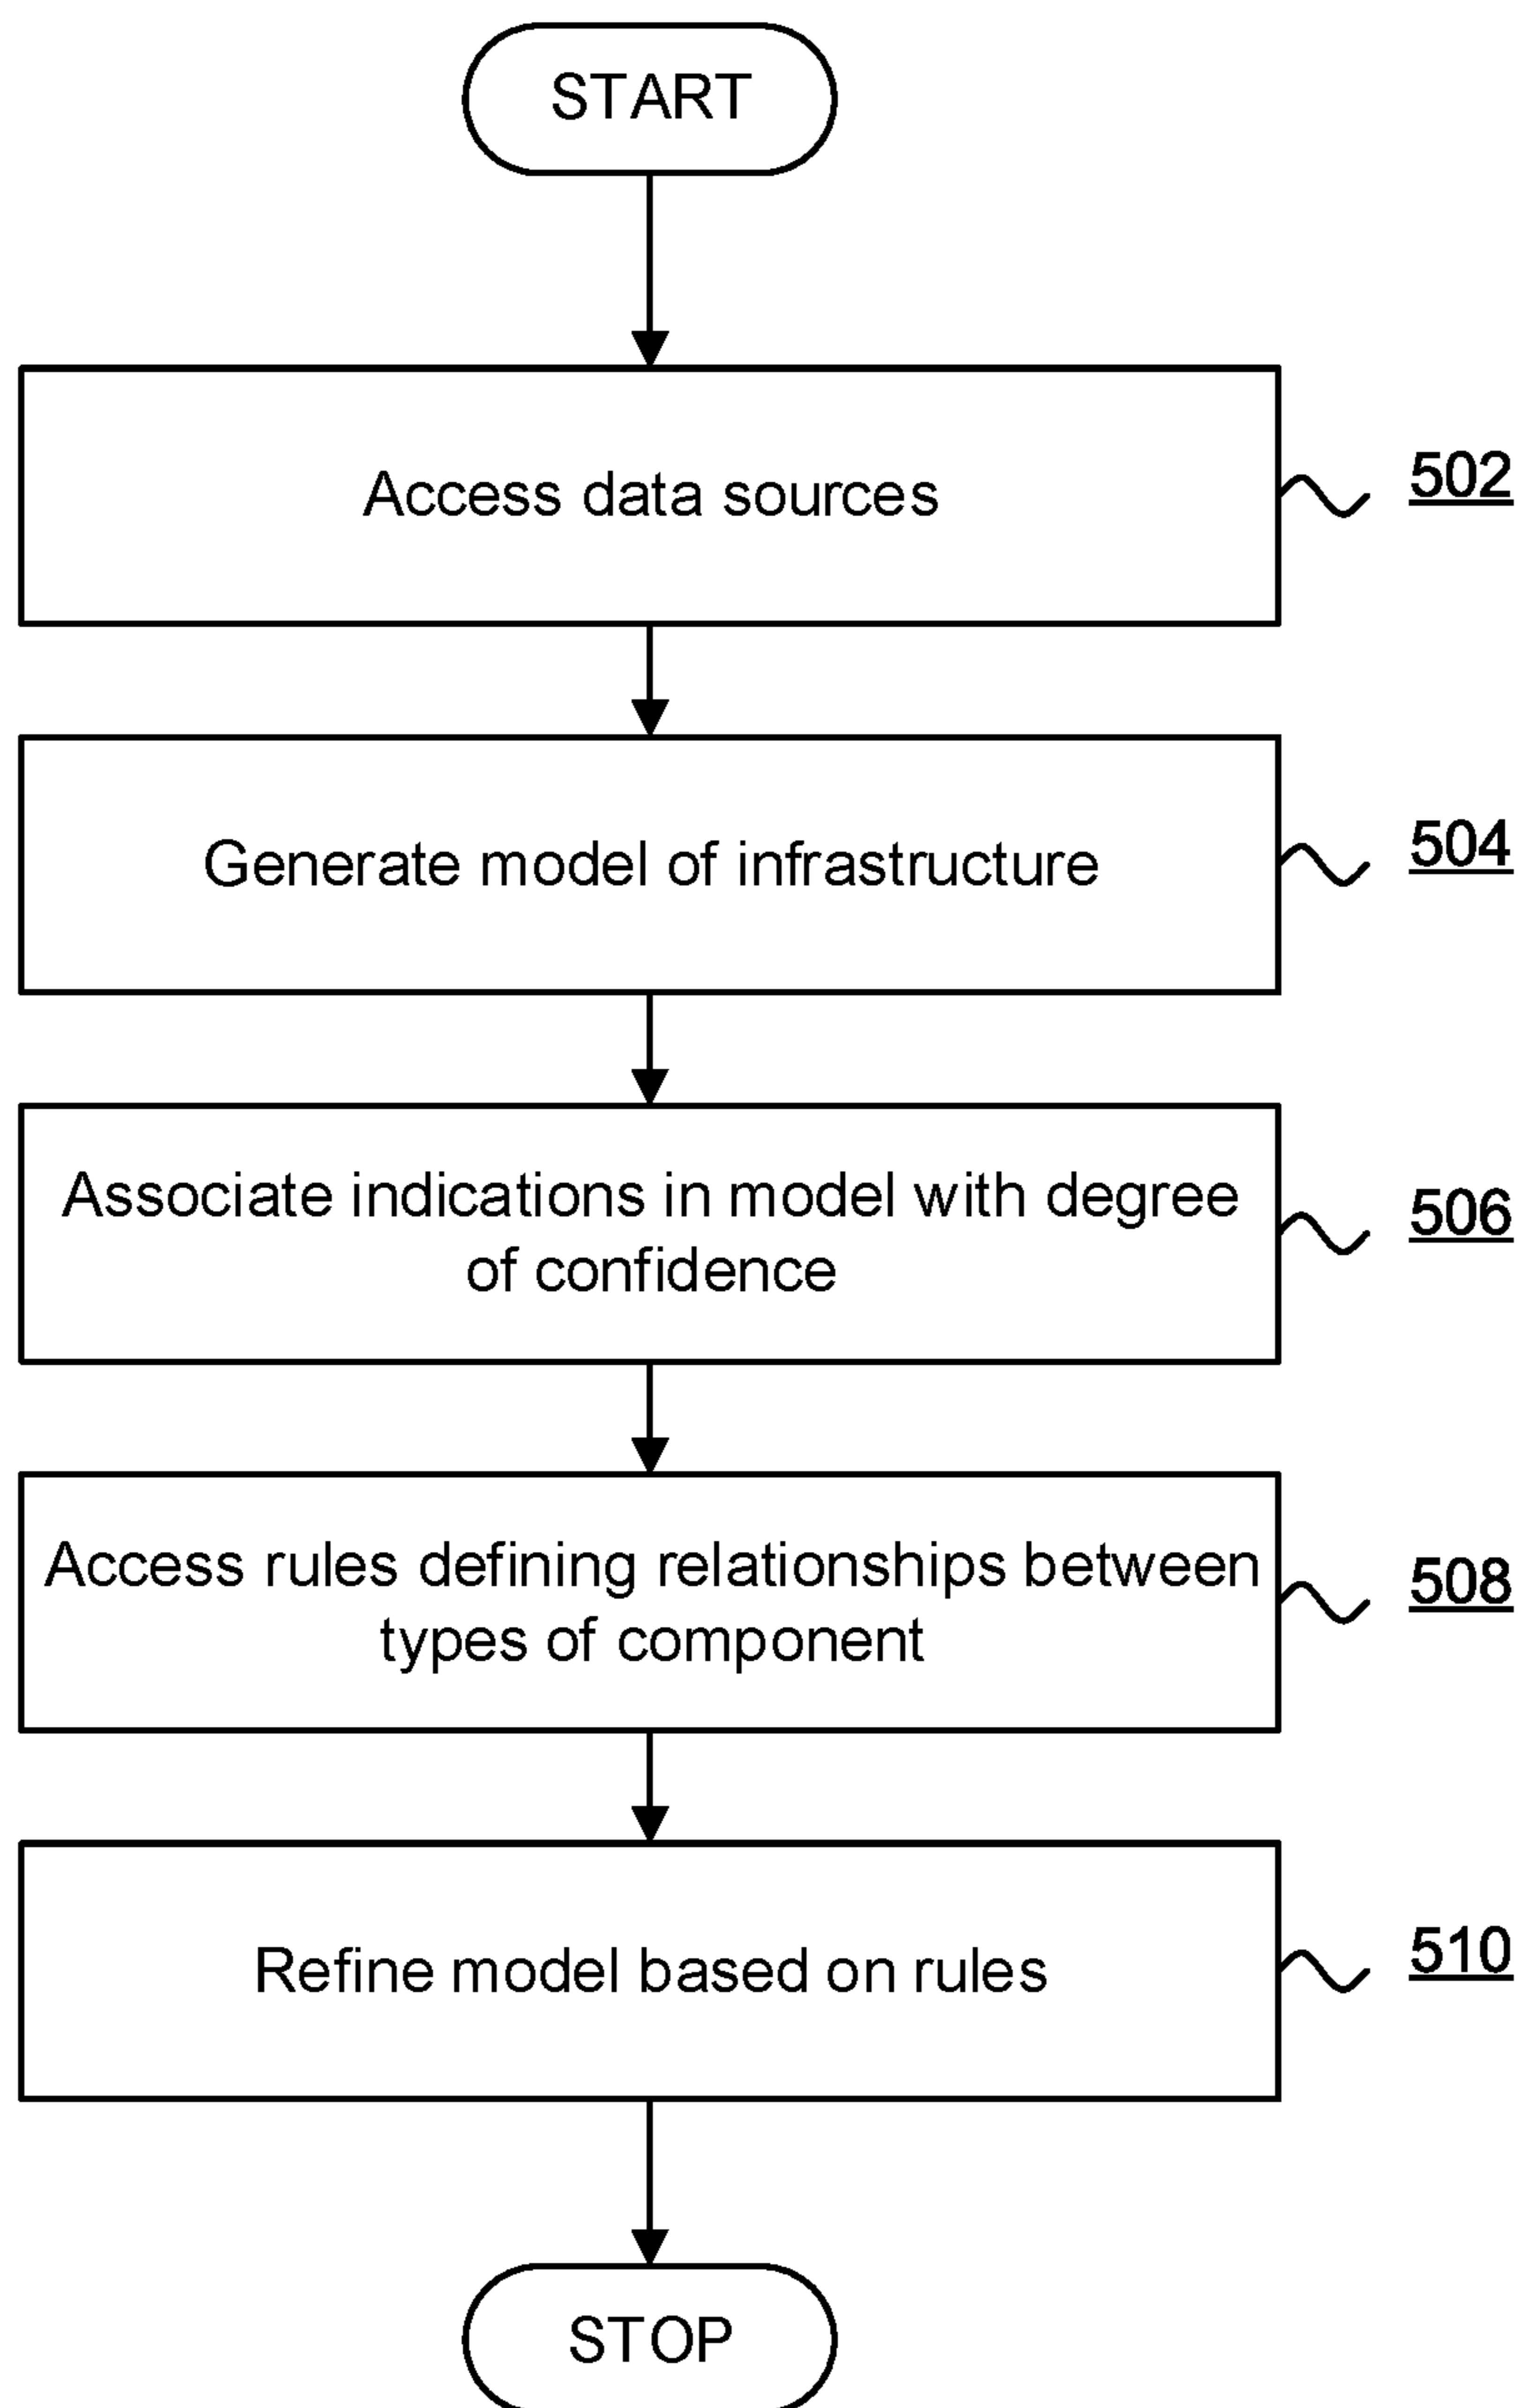 START
Access data sources
502
Generate model of infrastructure
504
Associate indications in model with degree
of confidence
506
Access rules defining relationships between
types of component
508
Refine model based on rules
510
STOP